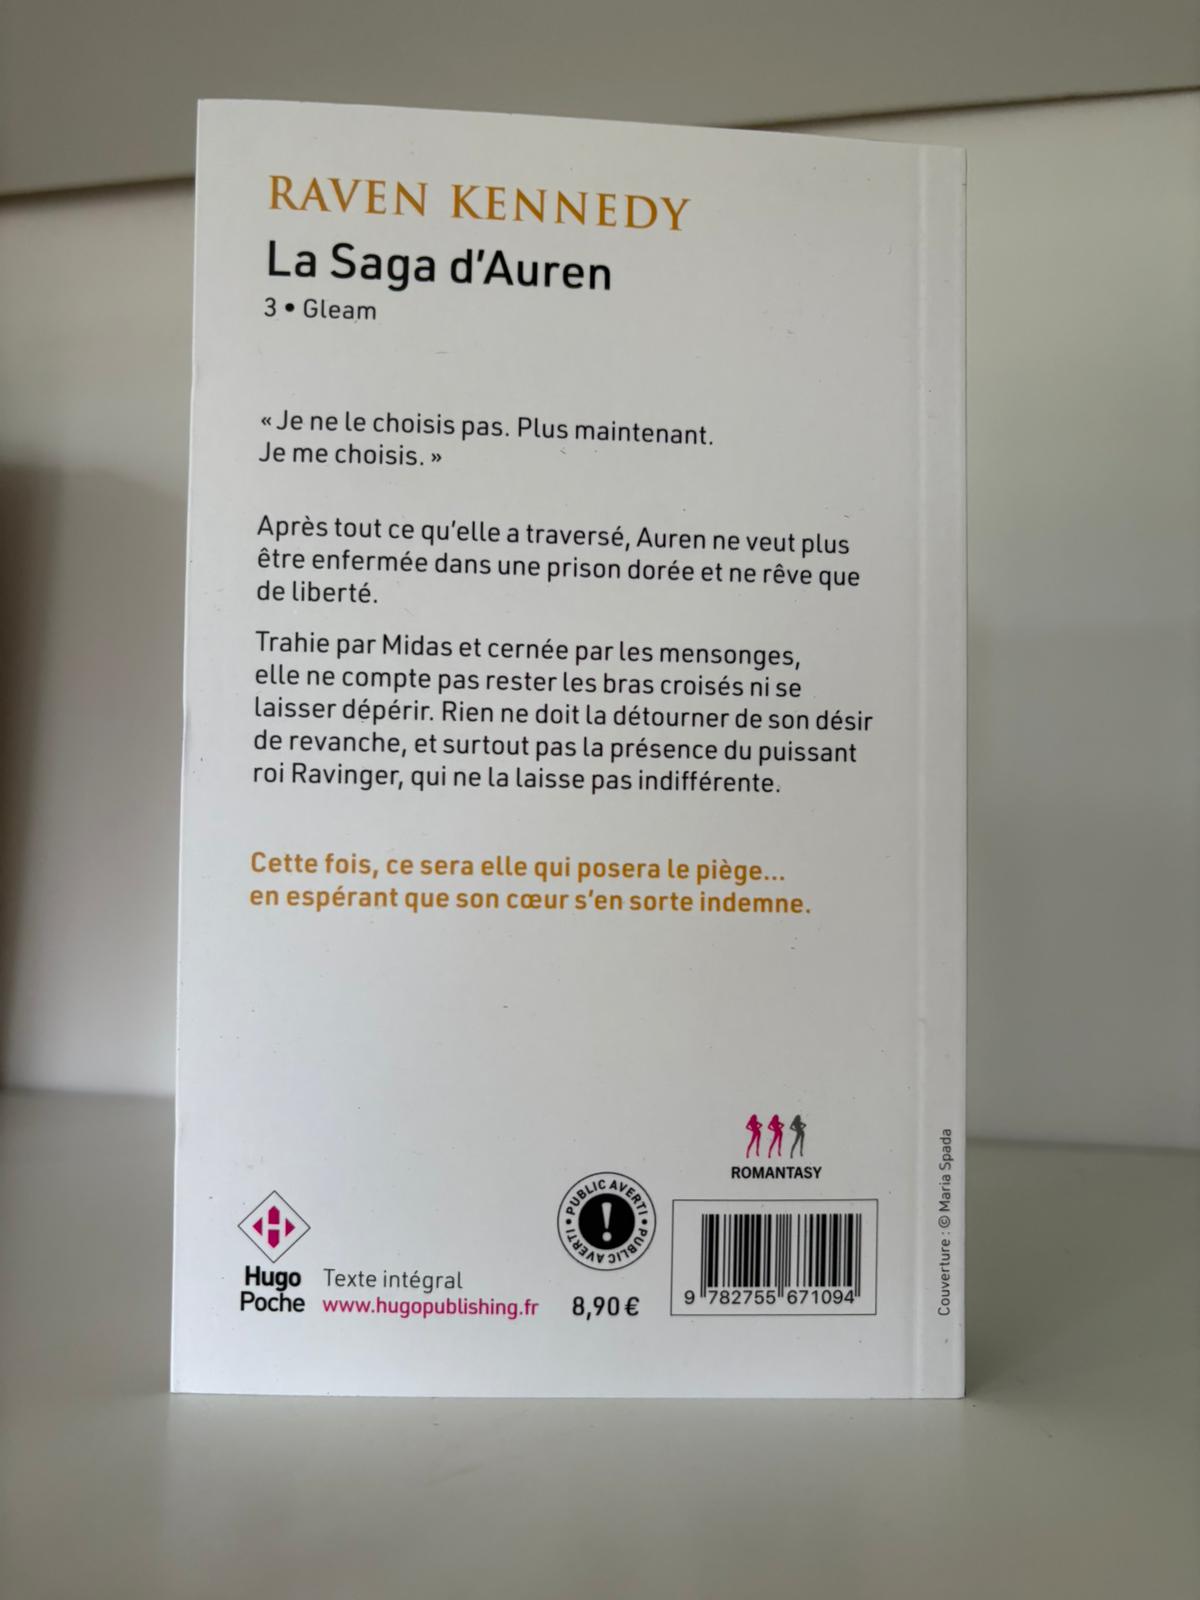 RAVEN KENNEDY
La Saga d'Auren
3 • Gleam
« Je ne le choisis pas. Plus maintenant.
Je me choisis. »
Après tout ce qu'elle a traversé, Auren ne veut plus
être enfermée dans une prison dorée et ne rêve que
de liberté.
Trahie par Midas et cernée par les mensonges,
elle ne compte pas rester les bras croisés ni se
laisser dépérir. Rien ne doit la détourner de son désir
de revanche, et surtout pas la présence du puissant
roi Ravinger, qui ne la laisse pas indifférente.
Cette fois, ce sera elle qui posera le piège...
en espérant que son cœur s'en sorte indemne.
ROMANTASY
PUBLIC AVERTI • PUBLIC AVERTI •
!
H
Hugo
Poche
Texte intégral
www.hugopublishing.fr
8,90 €
9 782755 671094
Couverture : © Maria Spada